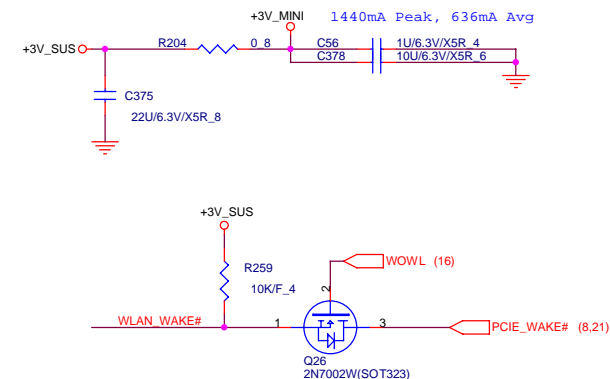 +3V_MINI 1440mA Peak, 636mA Avg
+3V_SUS R204 0_8 C56 1U/6.3V/X5R_4
C378 10U/6.3V/X5R_6
C375
22U/6.3V/X5R_8
+3V_SUS
WOWL (16)
R259
10K/F_4
2
WLAN_WAKE# 1 3 PCIE_WAKE# (8,21)
Q26
2N7002W(SOT323)